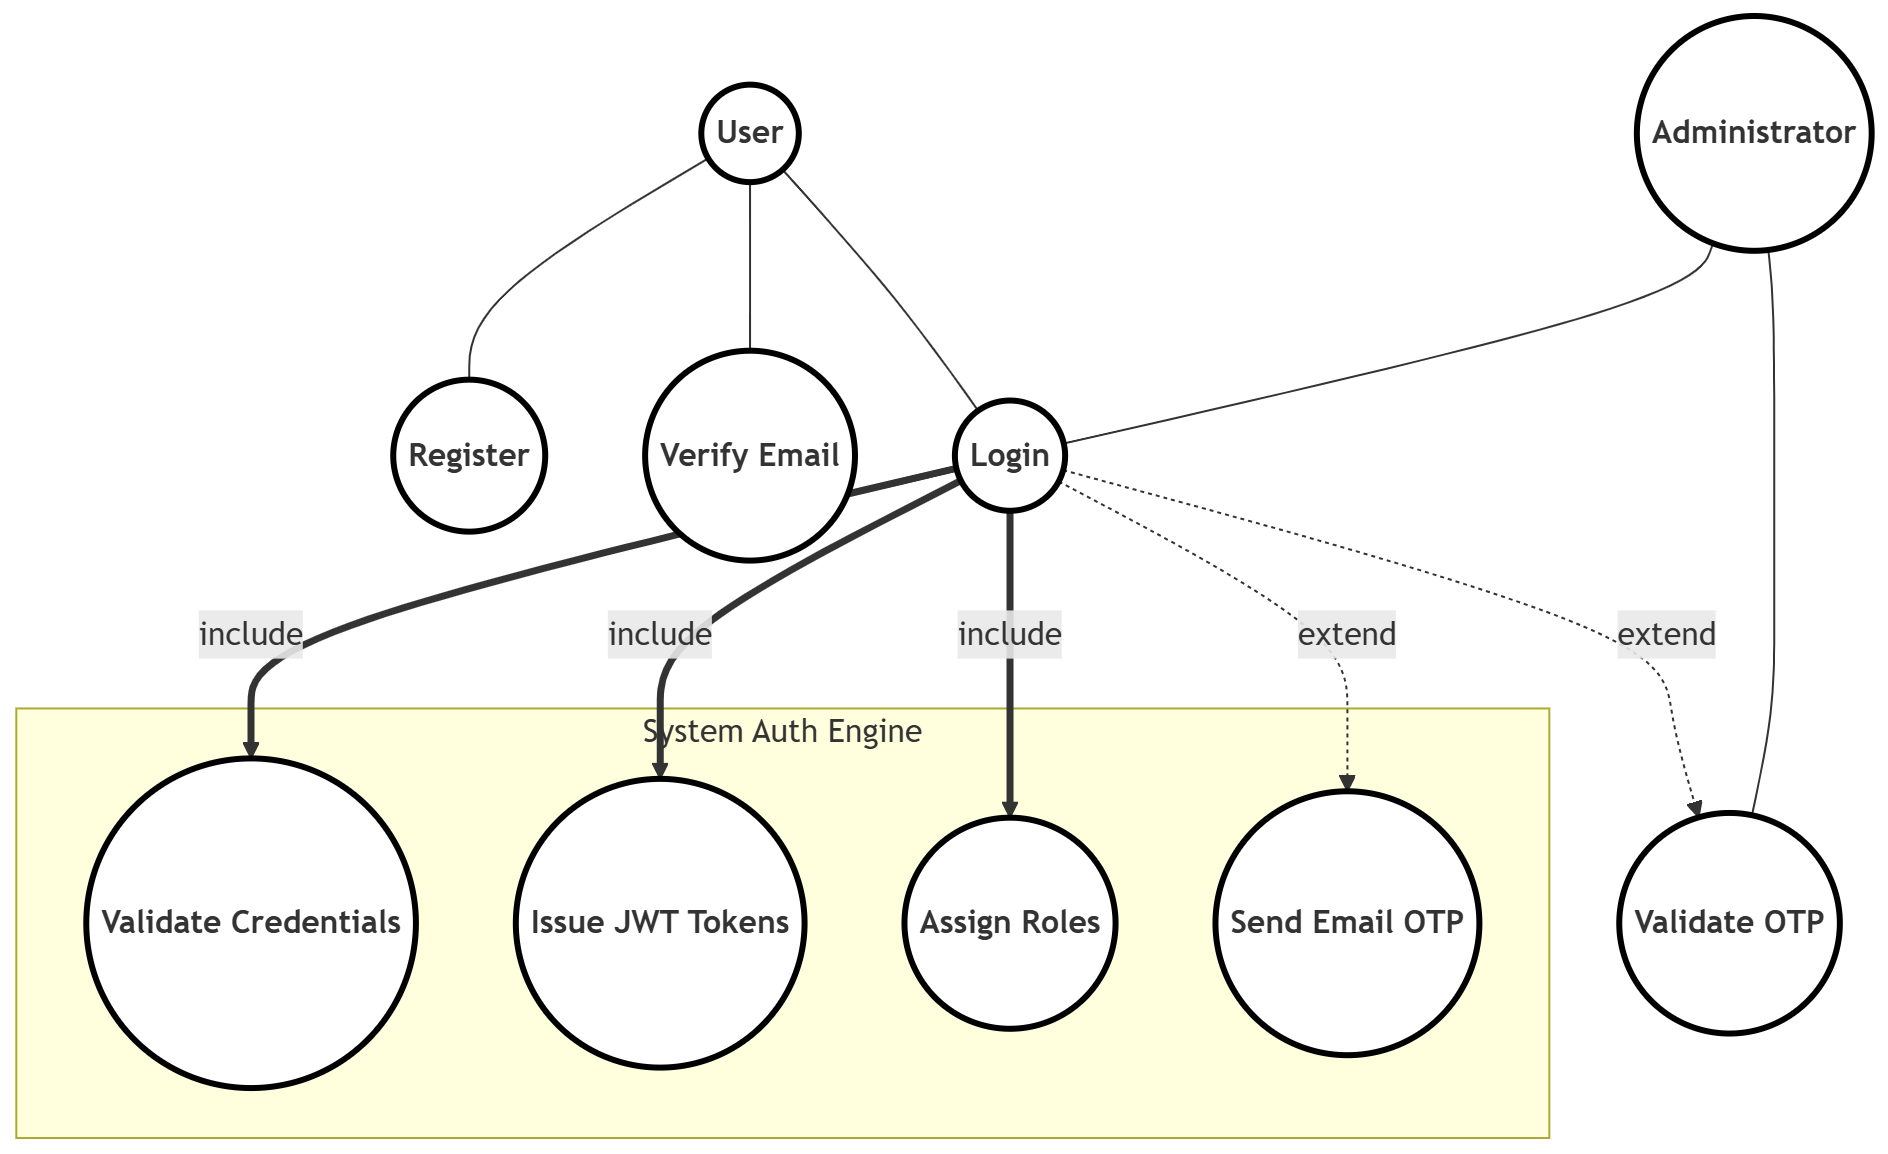 User
Administrator
Register
Verify Email
Login
include
include
include
extend
extend
System Auth Engine
Validate Credentials
Issue JWT Tokens
Assign Roles
Send Email OTP
Validate OTP